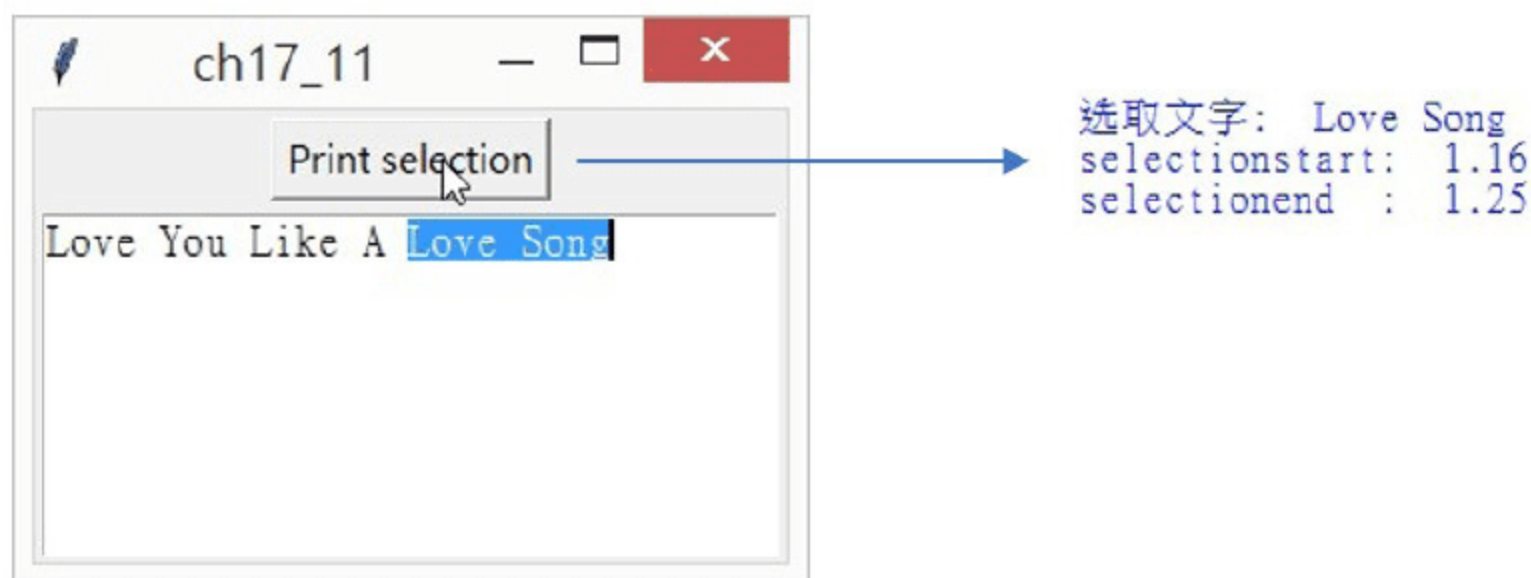 ch17_11
Print selection
Love You Like A Love Song
选取文字: Love Song
selectionstart: 1.16
selectionend : 1.25